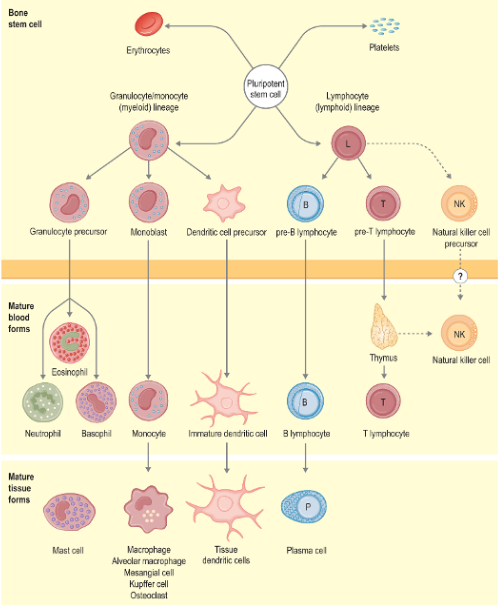 Bone
stem cell
Erythrocytes
Platelets
Pluripotent
stem cell
Granulocyte/monocyte
(myeloid) lineage
Lymphocyte
(lymphoid) lineage
L
B
T
NK
Granulocyte precursor
Monoblast
Dendritic cell precursor
pre-B lymphocyte
pre-T lymphocyte
Natural killer cell
precursor
?
Mature
blood
forms
Eosinophil
Thymus
NK
Natural killer cell
B
T
Neutrophil
Basophil
Monocyte
Immature dendritic cell
B lymphocyte
T lymphocyte
Mature
tissue
forms
P
Mast cell
Macrophage
Alveolar macrophage
Mesangial cell
Kupffer cell
Osteoclast
Tissue
dendritic cells
Plasma cell